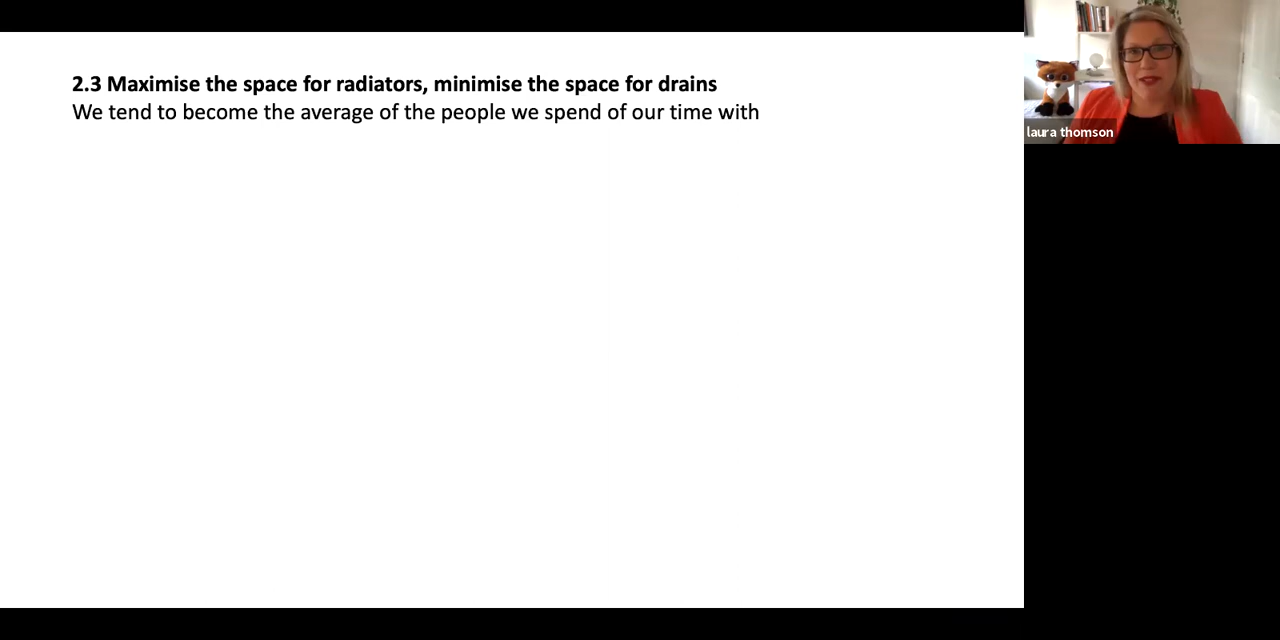 2.3 Maximise the space for radiators, minimise the space for drains
We tend to become the average of the people we spend of our time with
laura thomson